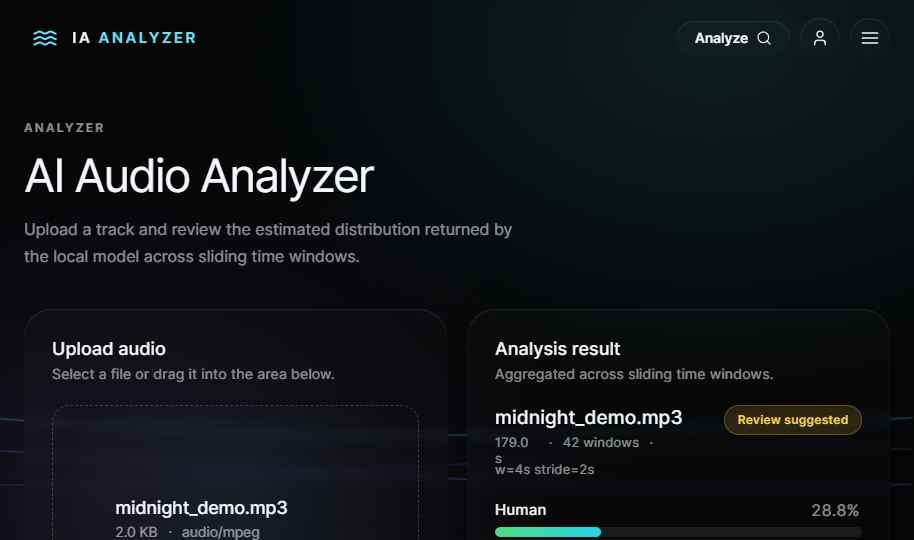 IA ANALYZER
Analyze
ANALYZER
AI Audio Analyzer
Upload a track and review the estimated distribution returned by
the local model across sliding time windows.
Upload audio
Select a file or drag it into the area below.
midnight_demo.mp3
2.0 KB · audio/mpeg
Analysis result
Aggregated across sliding time windows.
midnight_demo.mp3
Review suggested
179.0 · 42 windows ·
s
w=4s stride=2s
Human
28.8%